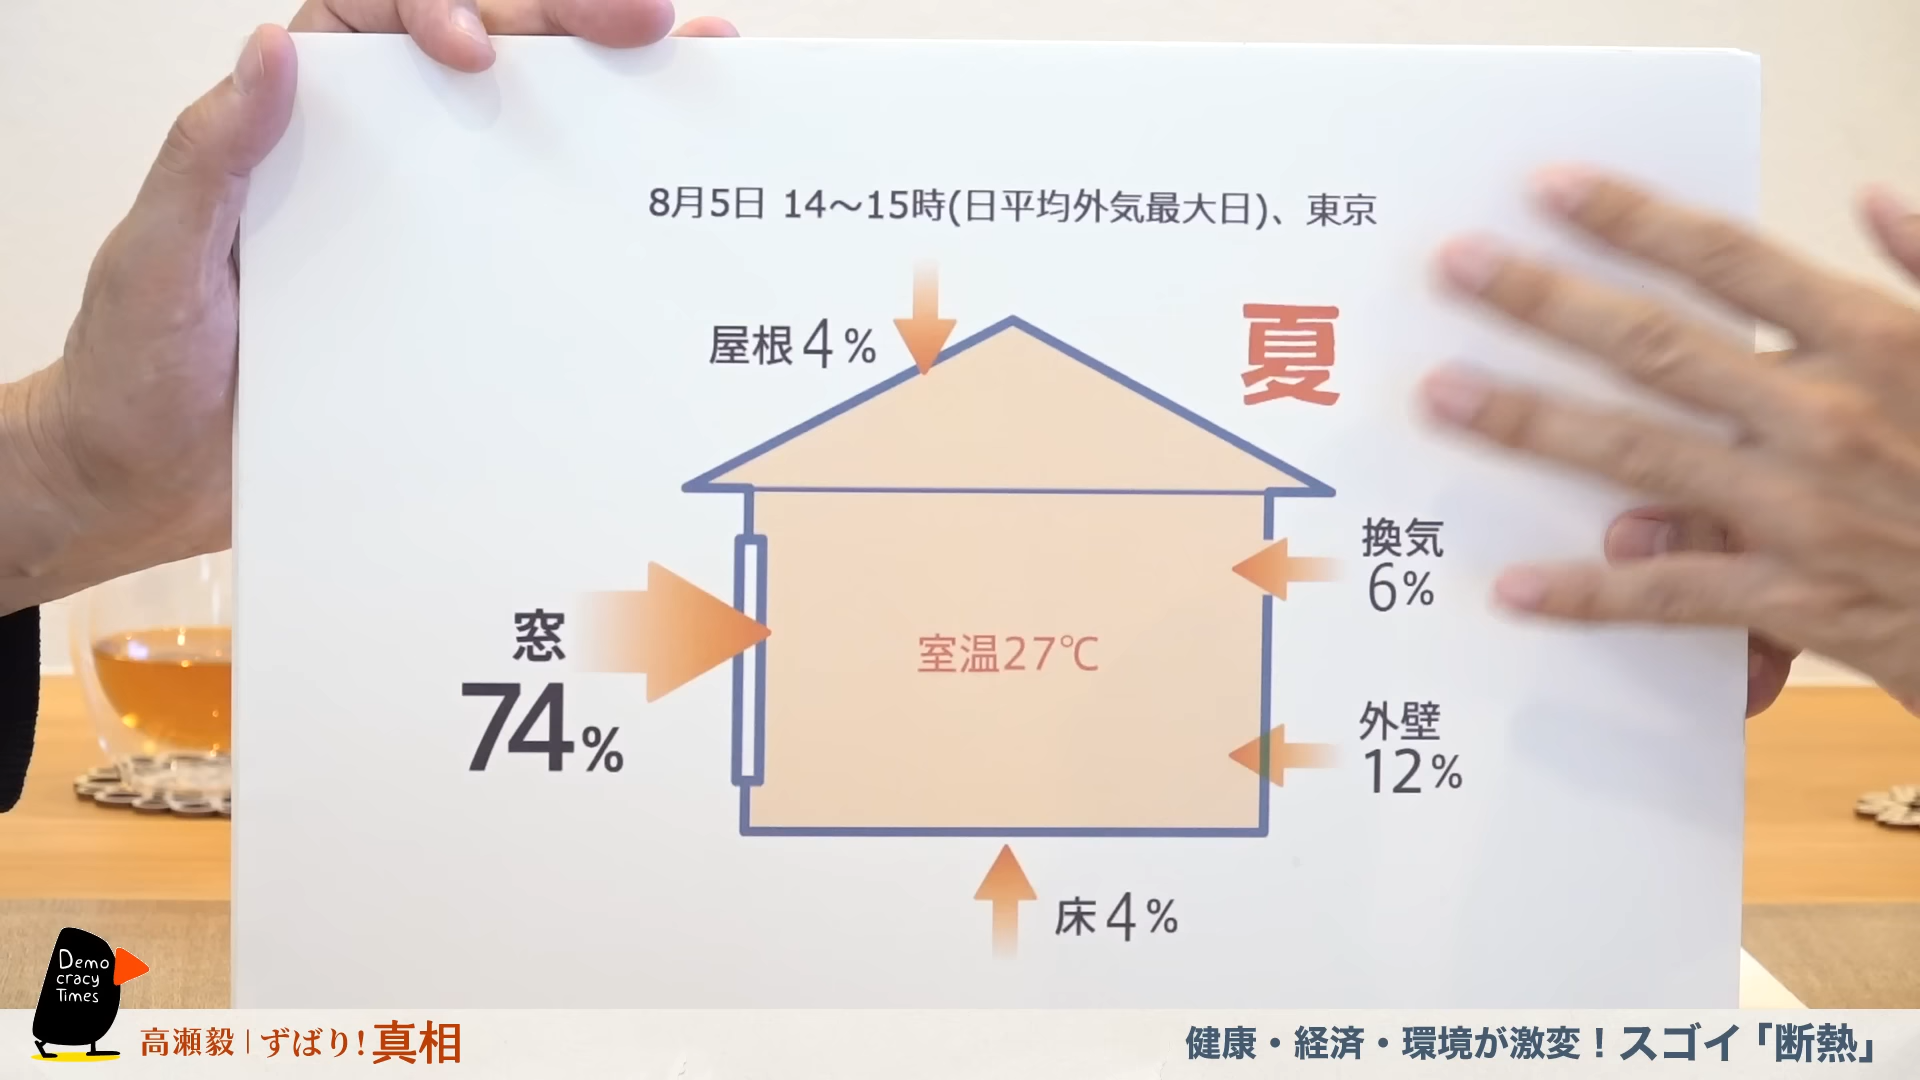 8月5日 14～15時(日平均外気最大日)、東京
夏
屋根4%
換気
6%
窓
74%
室温27℃
外壁
12%
床4%
Demo
cracy
Times
高瀬毅|ずばり!真相
健康・経済・環境が激変！スゴイ「断熱」